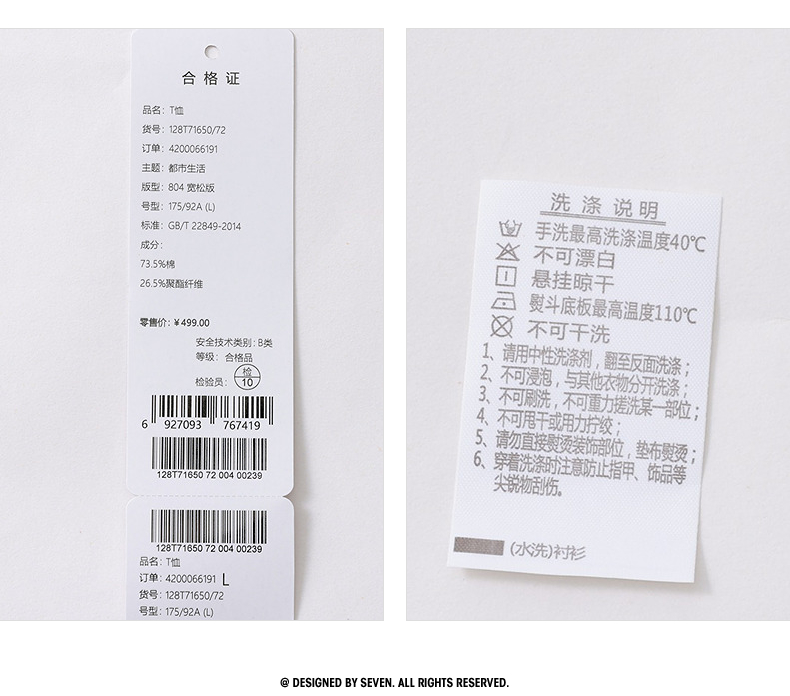 合格证
品名：T恤
货号：128T71650/72
订单：4200066191
主题：都市生活
版型：804 宽松版
号型：175/92A (L)
标准：GB/T 22849-2014
成分：
73.5%棉
26.5%聚酯纤维
零售价：￥499.00
安全技术类别：B类
等级：合格品
检验员：检 10
6 927093 767419
128T71650 72 004 00239
128T71650 72 004 00239
品名：T恤
订单：4200066191 L
货号：128T71650/72
号型：175/92A (L)
洗涤说明
手洗最高洗涤温度40℃
不可漂白
悬挂晾干
熨斗底板最高温度110℃
不可干洗
1、请用中性洗涤剂，翻至反面洗涤；
2、不可浸泡，与其他衣物分开洗涤；
3、不可刷洗，不可重力搓洗某一部位；
4、不可甩干或用力拧绞；
5、请勿直接熨烫装饰部位，垫布熨烫；
6、穿着洗涤时注意防止指甲、饰品等
尖锐物刮伤。
(水洗)衬衫
@ DESIGNED BY SEVEN. ALL RIGHTS RESERVED.